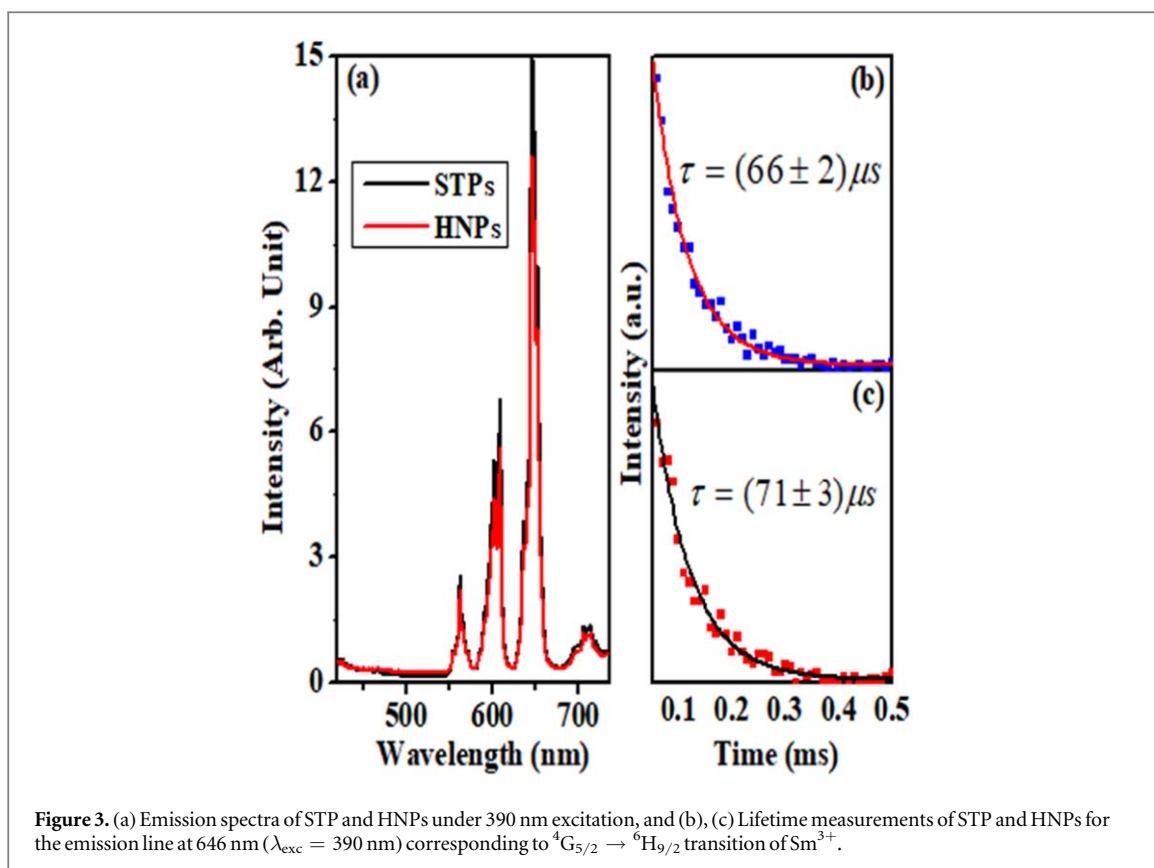 15
12
9
6
3
0
Intensity (Arb. Unit)
(a)
STPs
HNPs
500 600 700
Wavelength (nm)
(b)
τ = (66 ± 2) μs
Intensity (a.u.)
(c)
τ = (71 ± 3) μs
0.1 0.2 0.3 0.4 0.5
Time (ms)
Figure 3. (a) Emission spectra of STP and HNPs under 390 nm excitation, and (b), (c) Lifetime measurements of STP and HNPs for
the emission line at 646 nm (λexc = 390 nm) corresponding to ⁴G5/2 → ⁶H9/2 transition of Sm³⁺.